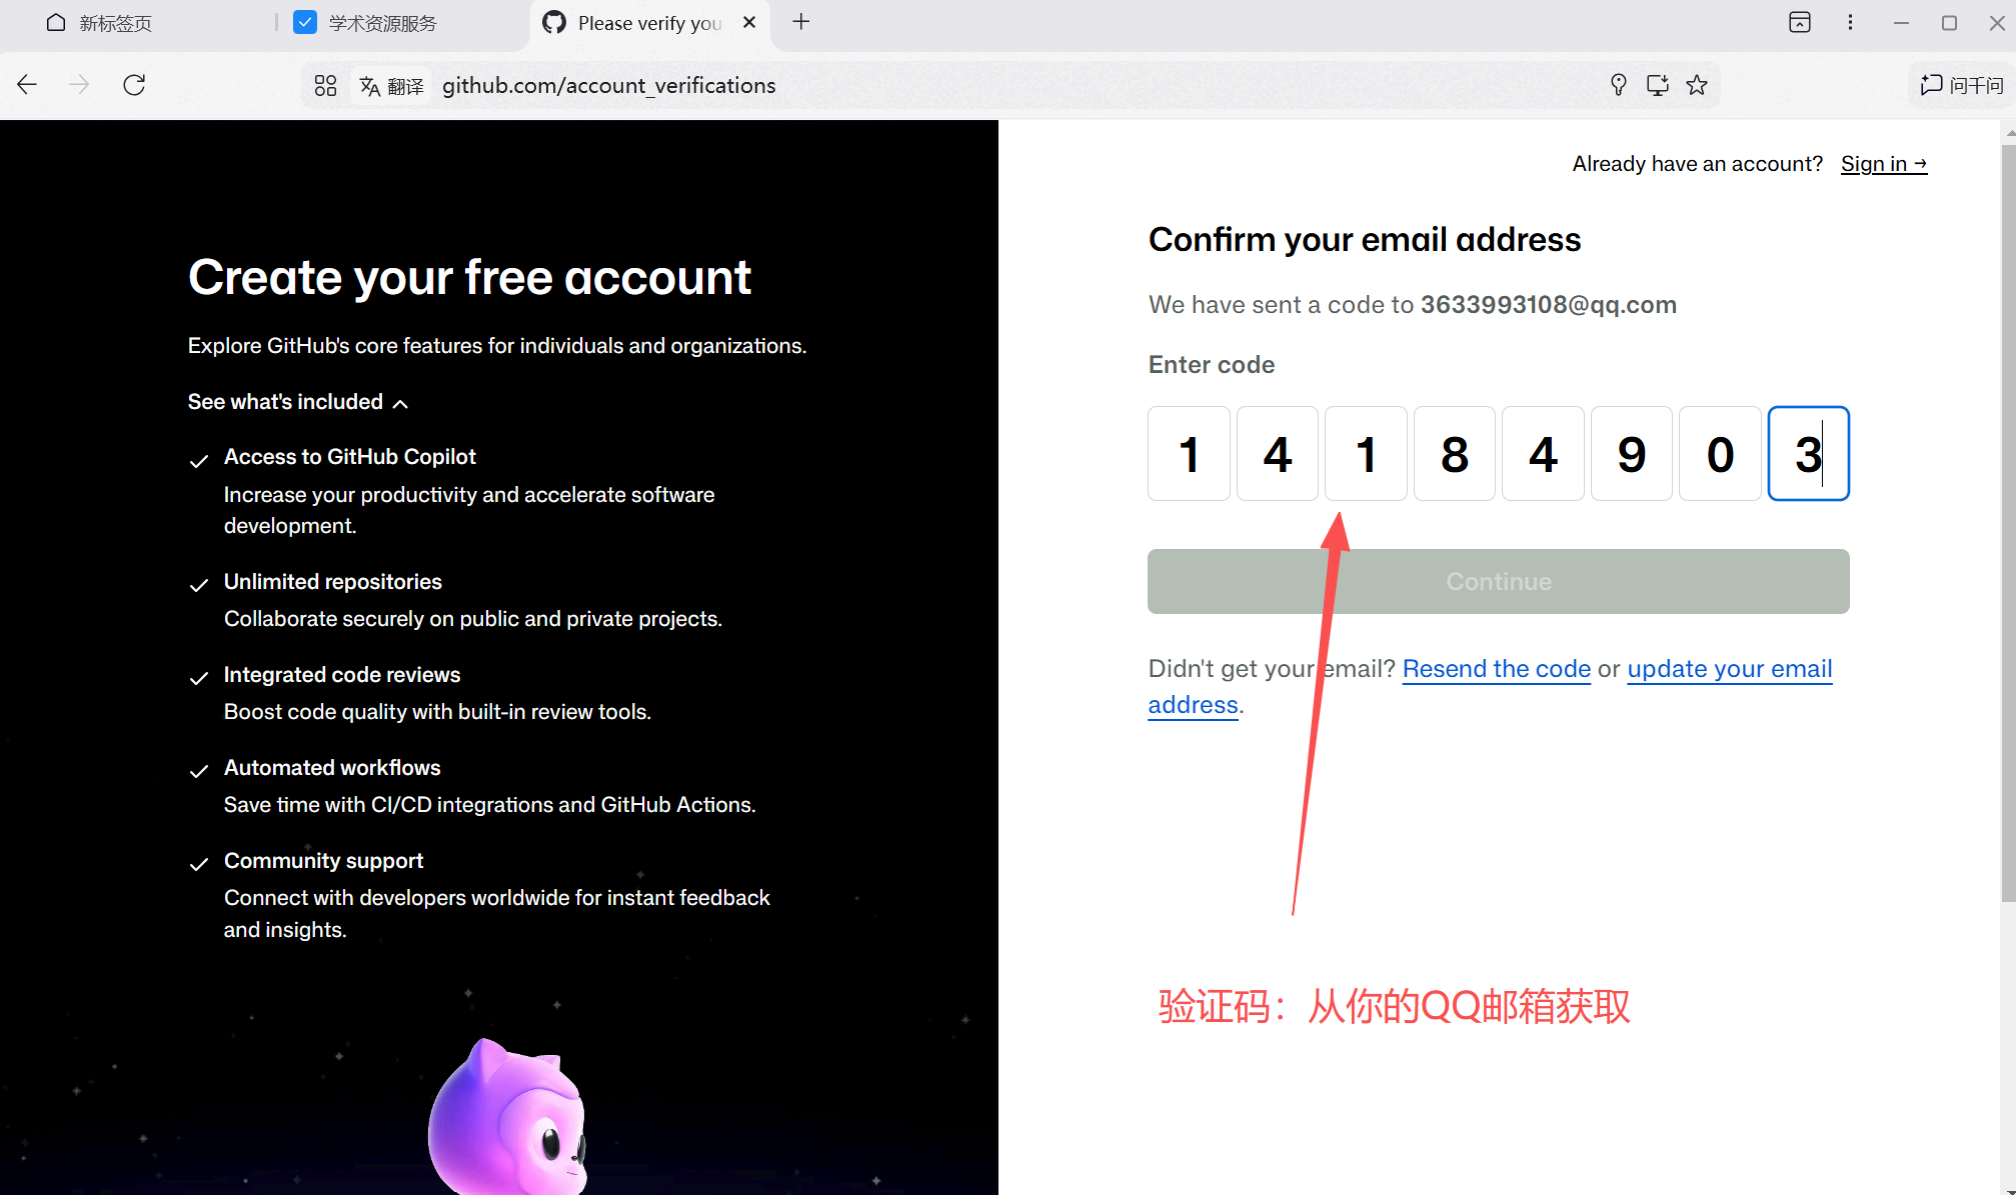 新标签页
学术资源服务
Please verify you
翻译
github.com/account_verifications
问千问
Already have an account? Sign in →
Create your free account
Explore GitHub's core features for individuals and organizations.
See what's included
Access to GitHub Copilot
Increase your productivity and accelerate software
development.
Unlimited repositories
Collaborate securely on public and private projects.
Integrated code reviews
Boost code quality with built-in review tools.
Automated workflows
Save time with CI/CD integrations and GitHub Actions.
Community support
Connect with developers worldwide for instant feedback
and insights.
Confirm your email address
We have sent a code to 3633993108@qq.com
Enter code
1 4 1 8 4 9 0 3
Continue
Didn't get your email? Resend the code or update your email
address.
验证码：从你的QQ邮箱获取